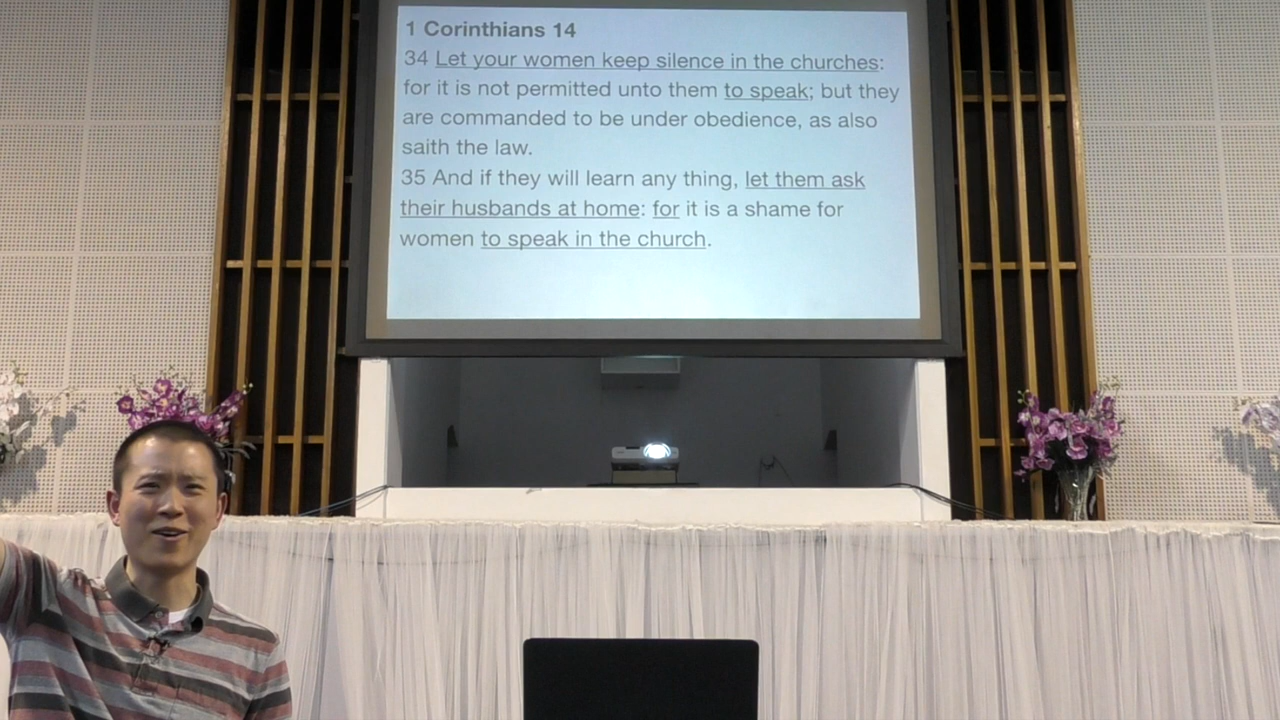 1 Corinthians 14
34 Let your women keep silence in the churches:
for it is not permitted unto them to speak; but they
are commanded to be under obedience, as also
saith the law.
35 And if they will learn any thing, let them ask
their husbands at home: for it is a shame for
women to speak in the church.